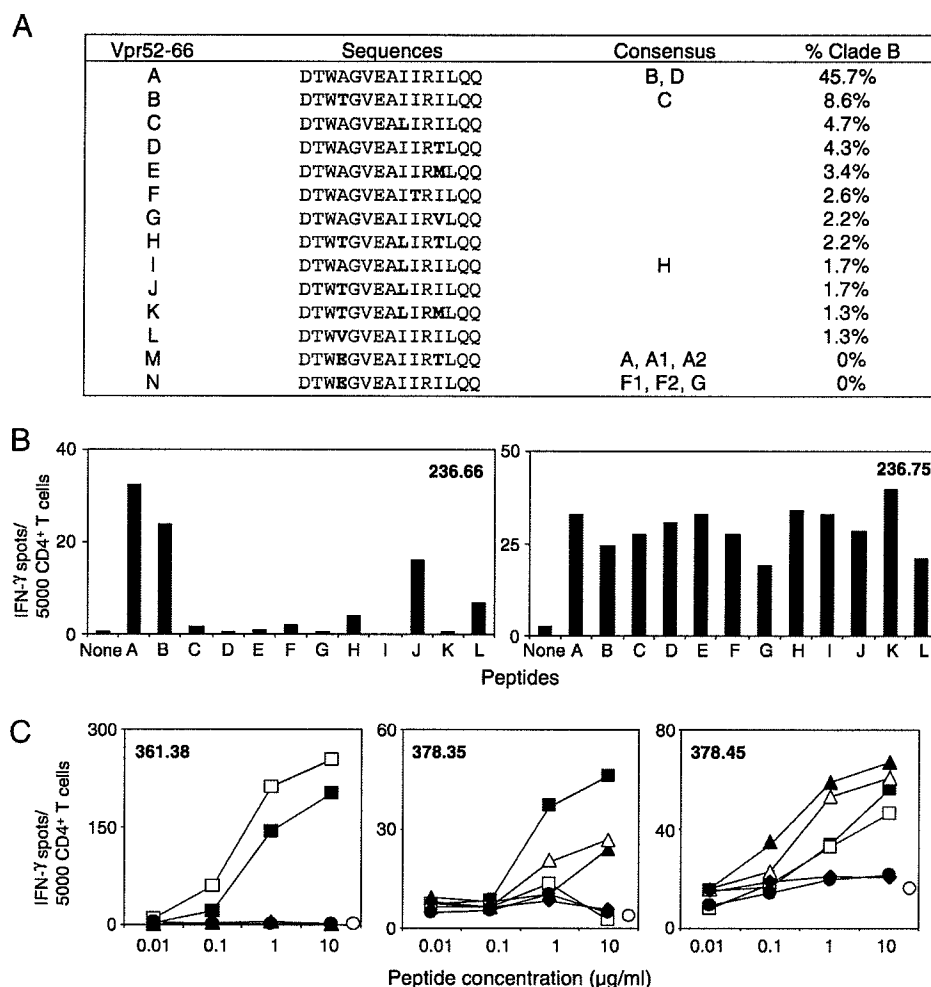 A
Vpr52-66 Sequences Consensus % Clade B
A DTWAGVEAIIRILQQ B, D 45.7%
B DTWTGVEAIIRILQQ C 8.6%
C DTWAGVEALIRILQQ 4.7%
D DTWAGVEAIIRTLQQ 4.3%
E DTWAGVEAIIRMLQQ 3.4%
F DTWAGVEAITRILQQ 2.6%
G DTWAGVEAIIRVLQQ 2.2%
H DTWTGVEALIRTLQQ 2.2%
I DTWAGVEALIRILQQ H 1.7%
J DTWTGVEALIRILQQ 1.7%
K DTWTGVEALIRMLQQ 1.3%
L DTWVGVEAIIRILQQ 1.3%
M DTWEGVEAIIRTLQQ A, A1, A2 0%
N DTWEGVEAIIRILQQ F1, F2, G 0%
B
IFN-γ spots/
5000 CD4+ T cells
40
20
0
236.66
None A B C D E F G H I J K L
50
25
0
236.75
None A B C D E F G H I J K L
Peptides
C
IFN-γ spots/
5000 CD4+ T cells
300
150
0
361.38
0.01 0.1 1 10
60
30
0
378.35
0.01 0.1 1 10
80
40
0
378.45
0.01 0.1 1 10
Peptide concentration (μg/ml)